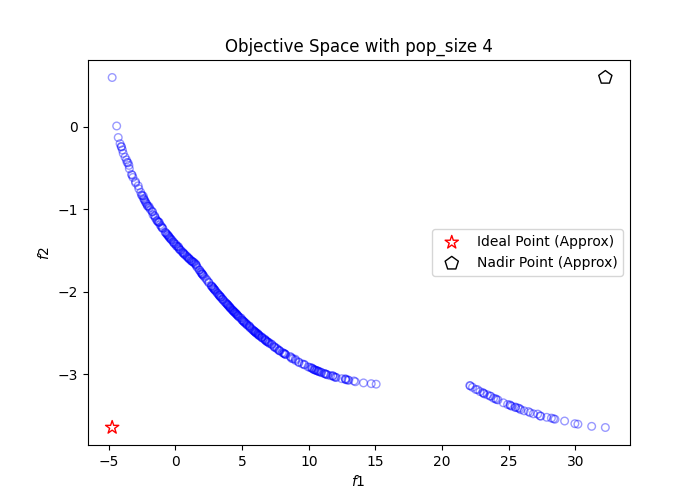 Objective Space with pop_size 4
0
−1
−2
−3
f2
Ideal Point (Approx)
Nadir Point (Approx)
−5
0
5
10
15
20
25
30
f1